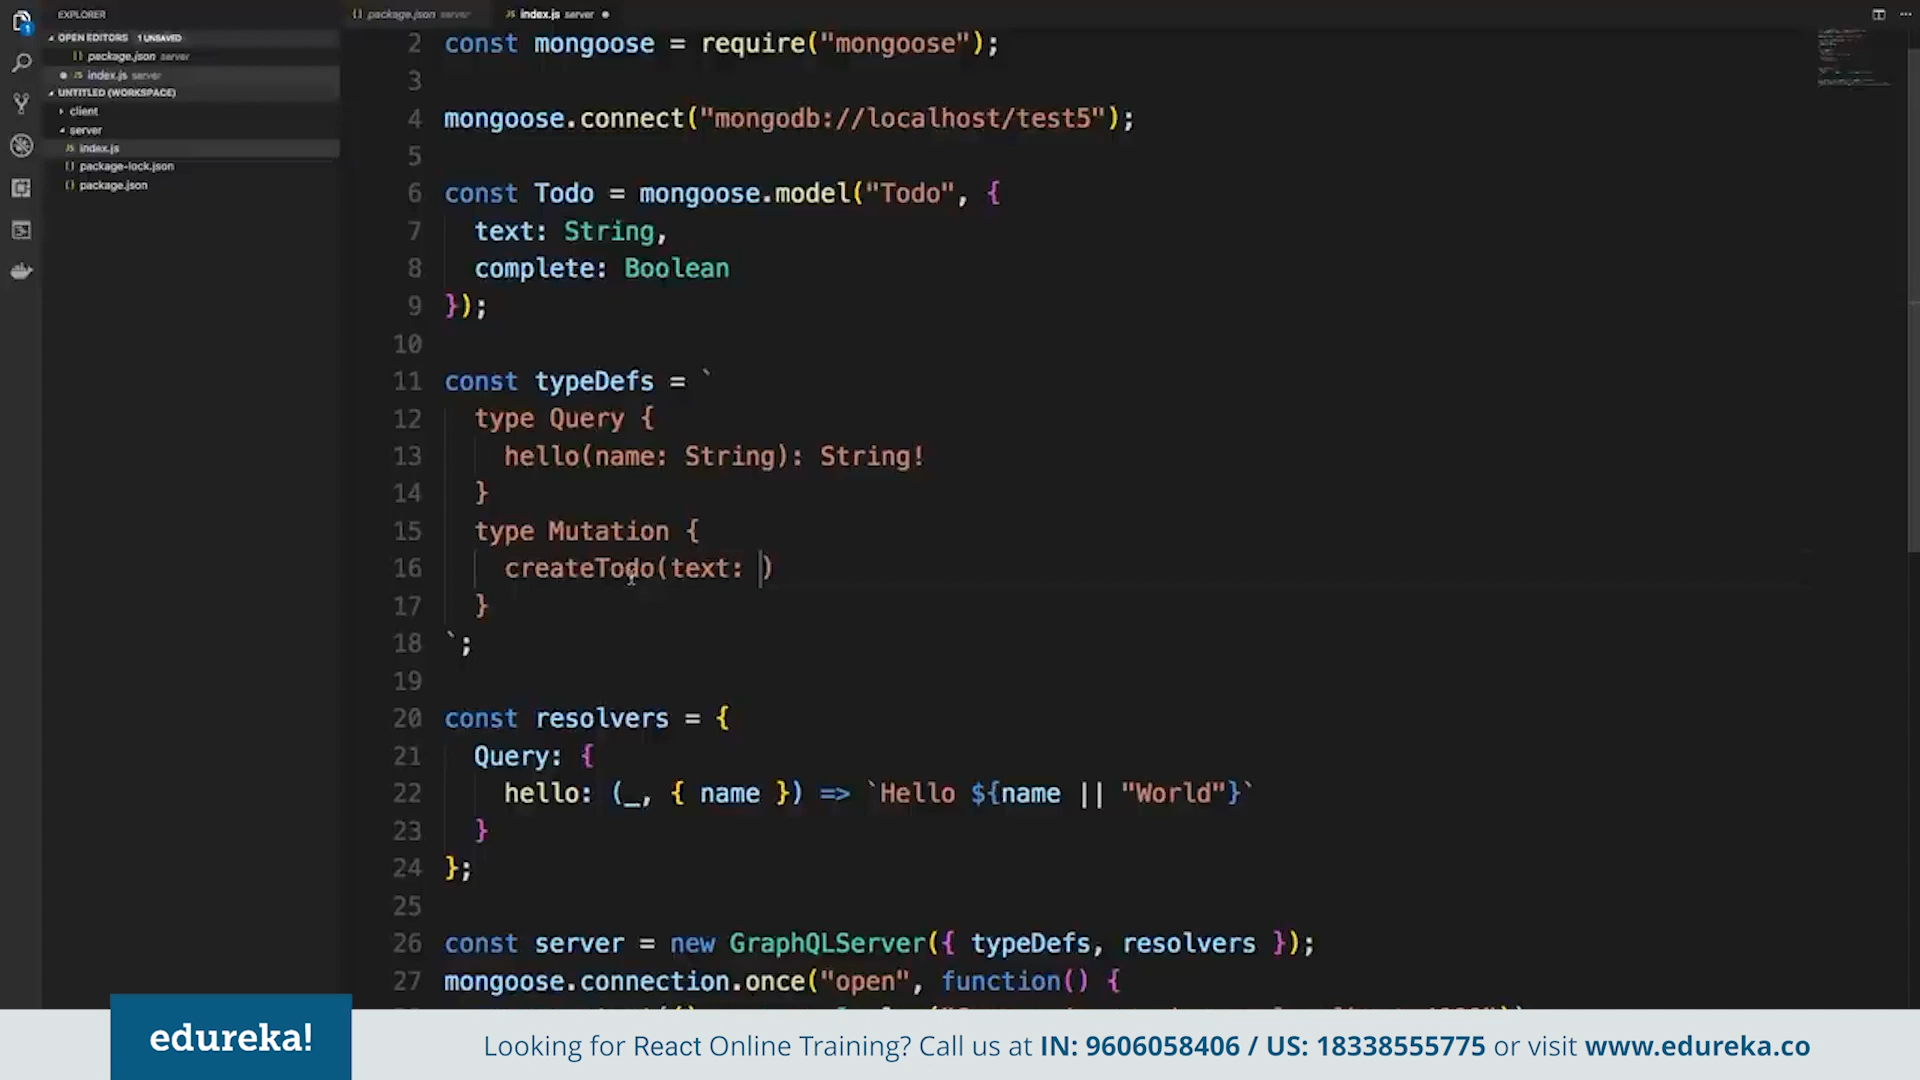 EXPLORER
OPEN EDITORS 1 UNSAVED
{} package.json server
JS index.js server
UNTITLED (WORKSPACE)
client
server
JS index.js
{} package-lock.json
{} package.json
{} package.json server
JS index.js server
2 const mongoose = require("mongoose");
3
4 mongoose.connect("mongodb://localhost/test5");
5
6 const Todo = mongoose.model("Todo", {
7 text: String,
8 complete: Boolean
9 });
10
11 const typeDefs = `
12 type Query {
13 hello(name: String): String!
14 }
15 type Mutation {
16 createTodo(text: )
17 }
18 `;
19
20 const resolvers = {
21 Query: {
22 hello: (_, { name }) => `Hello ${name || "World"}`
23 }
24 };
25
26 const server = new GraphQLServer({ typeDefs, resolvers });
27 mongoose.connection.once("open", function() {
edureka!
Looking for React Online Training? Call us at IN: 9606058406 / US: 18338555775 or visit www.edureka.co